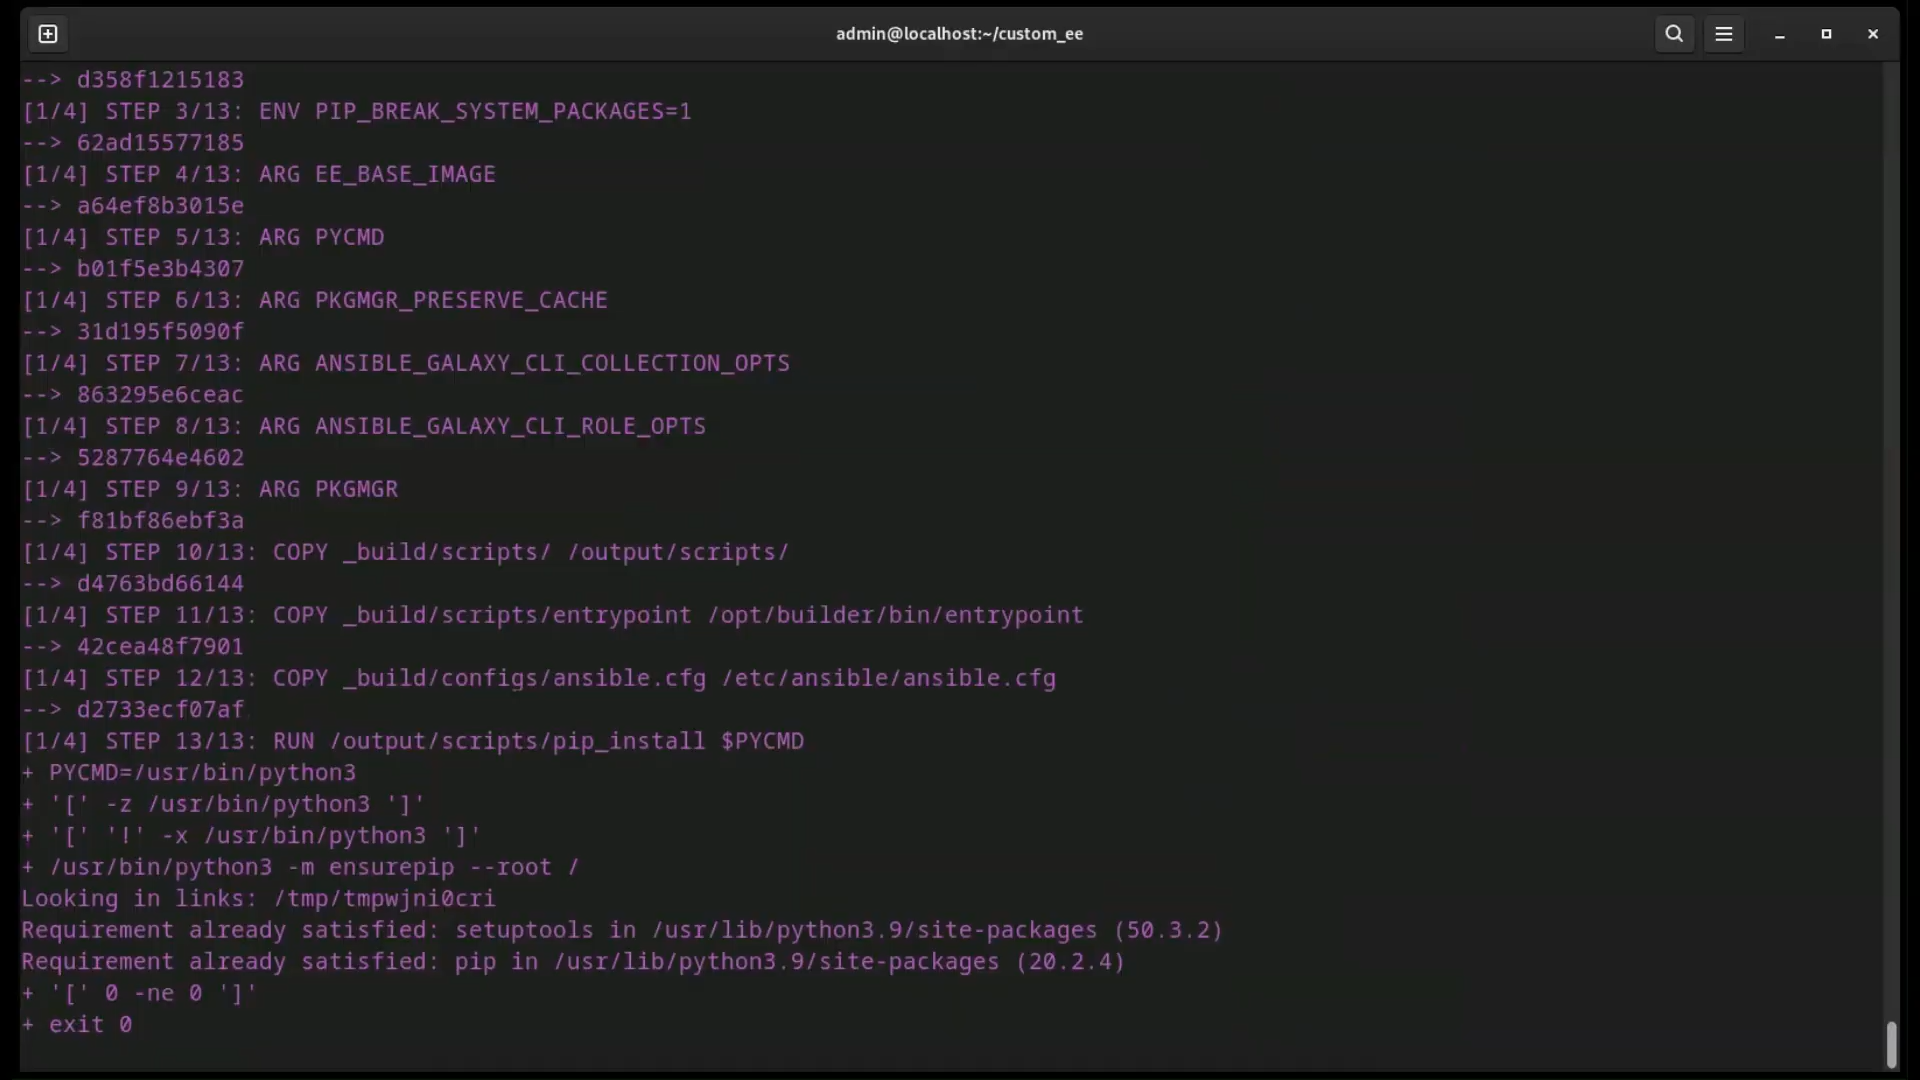 admin@localhost:~/custom_ee
--> d358f1215183
[1/4] STEP 3/13: ENV PIP_BREAK_SYSTEM_PACKAGES=1
--> 62ad15577185
[1/4] STEP 4/13: ARG EE_BASE_IMAGE
--> a64ef8b3015e
[1/4] STEP 5/13: ARG PYCMD
--> b01f5e3b4307
[1/4] STEP 6/13: ARG PKGMGR_PRESERVE_CACHE
--> 31d195f5090f
[1/4] STEP 7/13: ARG ANSIBLE_GALAXY_CLI_COLLECTION_OPTS
--> 863295e6ceac
[1/4] STEP 8/13: ARG ANSIBLE_GALAXY_CLI_ROLE_OPTS
--> 5287764e4602
[1/4] STEP 9/13: ARG PKGMGR
--> f81bf86ebf3a
[1/4] STEP 10/13: COPY _build/scripts/ /output/scripts/
--> d4763bd66144
[1/4] STEP 11/13: COPY _build/scripts/entrypoint /opt/builder/bin/entrypoint
--> 42cea48f7901
[1/4] STEP 12/13: COPY _build/configs/ansible.cfg /etc/ansible/ansible.cfg
--> d2733ecf07af
[1/4] STEP 13/13: RUN /output/scripts/pip_install $PYCMD
+ PYCMD=/usr/bin/python3
+ '[' -z /usr/bin/python3 ']'
+ '[' '!' -x /usr/bin/python3 ']'
+ /usr/bin/python3 -m ensurepip --root /
Looking in links: /tmp/tmpwjni0cri
Requirement already satisfied: setuptools in /usr/lib/python3.9/site-packages (50.3.2)
Requirement already satisfied: pip in /usr/lib/python3.9/site-packages (20.2.4)
+ '[' 0 -ne 0 ']'
+ exit 0